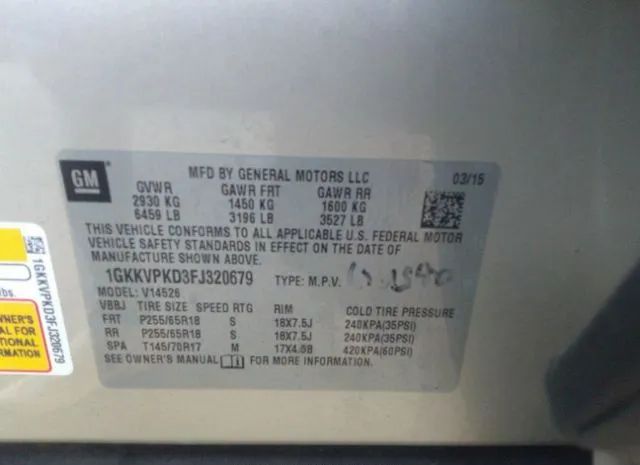 GM
MFD BY GENERAL MOTORS LLC 03/15
GVWR GAWR FRT GAWR RR
2930 KG 1450 KG 1600 KG
6459 LB 3196 LB 3527 LB
THIS VEHICLE CONFORMS TO ALL APPLICABLE U.S. FEDERAL MOTOR
VEHICLE SAFETY STANDARDS IN EFFECT ON THE DATE OF
MANUFACTURE SHOWN ABOVE.
1GKKVPKD3FJ320679 TYPE: M.P.V.
MODEL: V14526
VBBJ TIRE SIZE SPEED RTG RIM COLD TIRE PRESSURE
FRT P255/65R18 S 18X7.5J 240KPA(35PSI)
RR P255/65R18 S 18X7.5J 240KPA(35PSI)
SPA T145/70R17 M 17X4.5B 420KPA(60PSI)
SEE OWNER'S MANUAL FOR MORE INFORMATION.
1GKKVPKD3FJ320679
lbs.
OWNER'S
MANUAL FOR